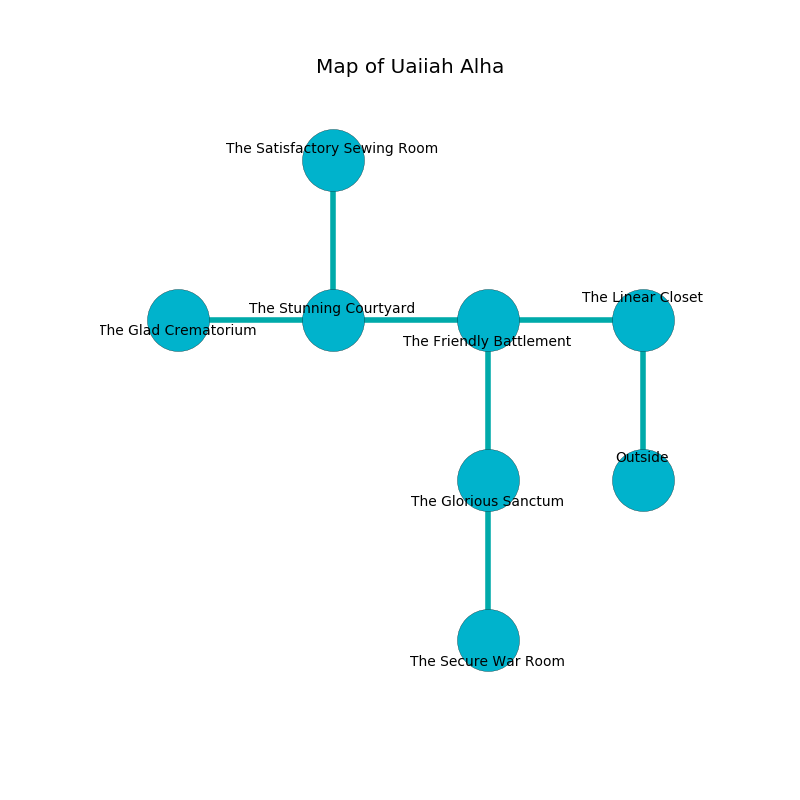 Map of Uaiiah Alha
The Satisfactory Sewing Room
The Linear Closet
The Stunning Courtyard
The Glad Crematorium
The Friendly Battlement
Outside
The Glorious Sanctum
The Secure War Room